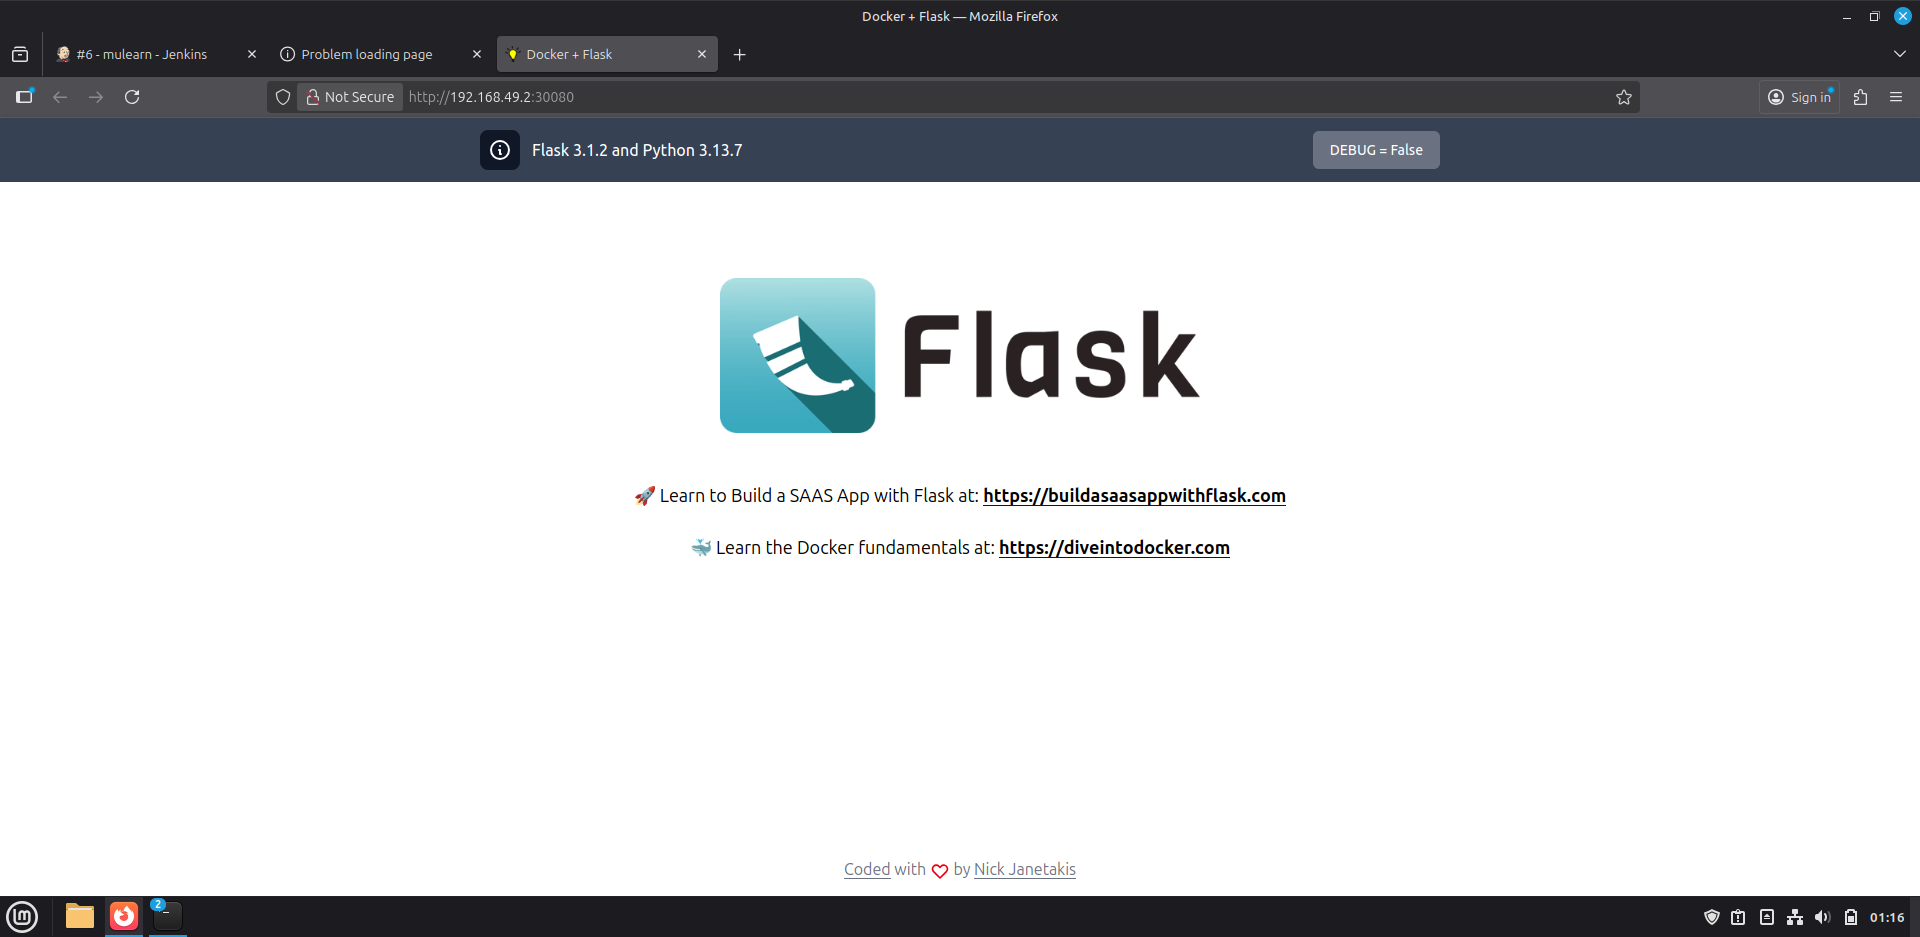 Docker + Flask — Mozilla Firefox
#6 - mulearn - Jenkins
Problem loading page
Docker + Flask
Not Secure
http://192.168.49.2:30080
Sign in
Flask 3.1.2 and Python 3.13.7
DEBUG = False
Flask
🚀 Learn to Build a SAAS App with Flask at: https://buildasaasappwithflask.com
🐳 Learn the Docker fundamentals at: https://diveintodocker.com
Coded with ♡ by Nick Janetakis
lm
2
01:16